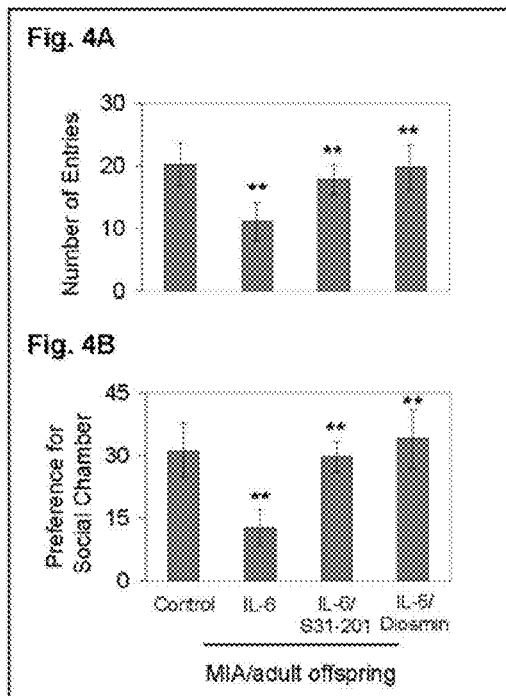 Fig. 4A
Number of Entries
30
20
10
0
**
**
**
Fig. 4B
Preference for
Social Chamber
45
30
15
0
**
**
**
Control
IL-6
IL-6/
S31-201
IL-6/
Diosmin
MIA/adult offspring